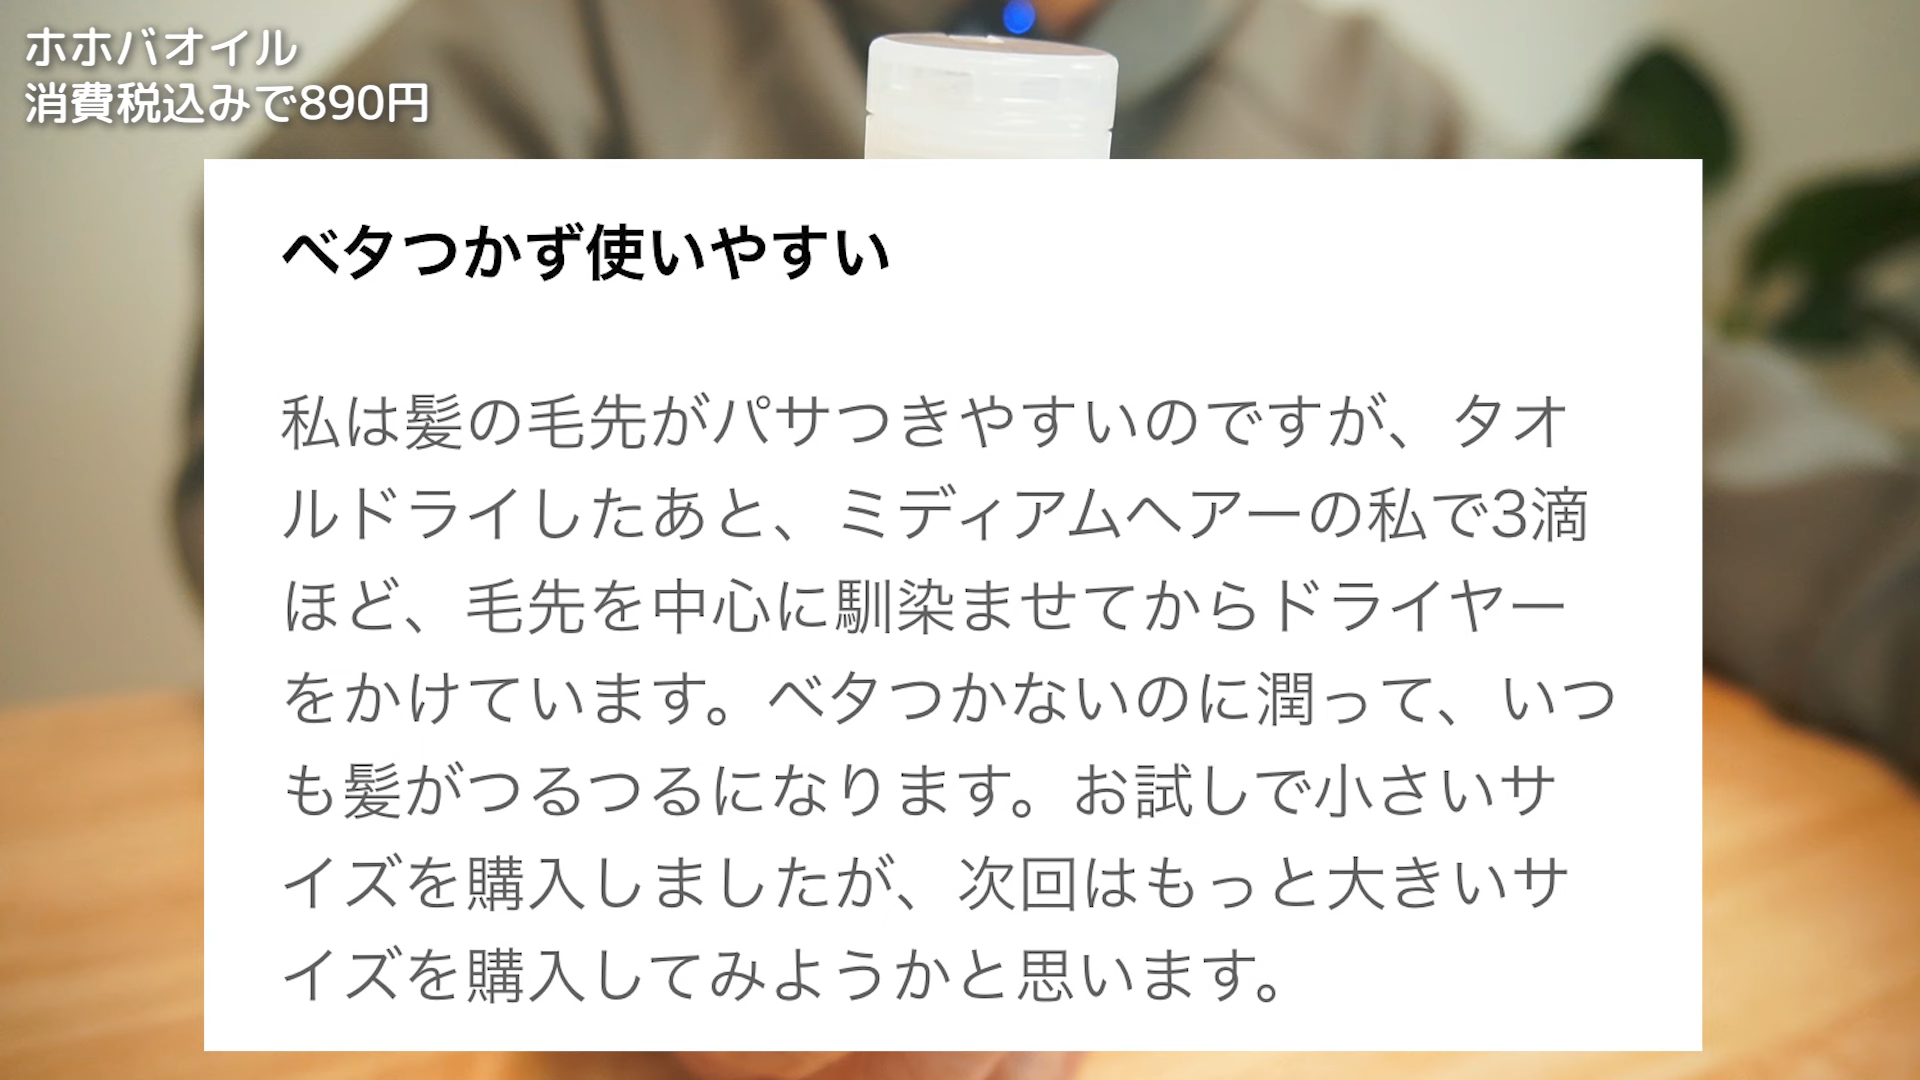 ホホバオイル
消費税込みで890円
ベタつかず使いやすい
私は髪の毛先がパサつきやすいのですが、タオ
ルドライしたあと、ミディアムヘアーの私で3滴
ほど、毛先を中心に馴染ませてからドライヤー
をかけています。ベタつかないのに潤って、いつ
も髪がつるつるになります。お試しで小さいサ
イズを購入しましたが、次回はもっと大きいサ
イズを購入してみようかと思います。